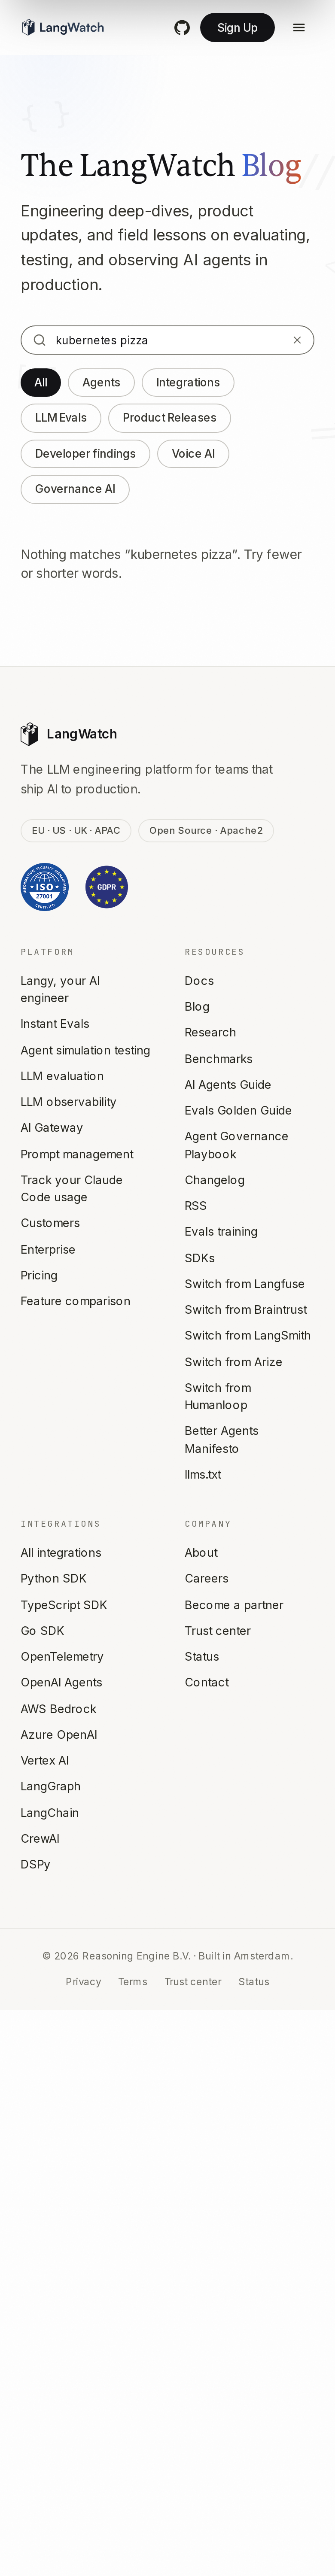 LangWatch
Sign Up
{ }
//
The LangWatch Blog
Engineering deep-dives, product
updates, and field lessons on evaluating,
testing, and observing AI agents in
production.
kubernetes pizza
All
Agents
Integrations
LLM Evals
Product Releases
Developer findings
Voice AI
Governance AI
Nothing matches “kubernetes pizza”. Try fewer
or shorter words.
LangWatch
The LLM engineering platform for teams that
ship AI to production.
EU · US · UK · APAC
Open Source · Apache2
ISO
27001
CERTIFIED
GDPR
PLATFORM
Langy, your AI
engineer
Instant Evals
Agent simulation testing
LLM evaluation
LLM observability
AI Gateway
Prompt management
Track your Claude
Code usage
Customers
Enterprise
Pricing
Feature comparison
RESOURCES
Docs
Blog
Research
Benchmarks
AI Agents Guide
Evals Golden Guide
Agent Governance
Playbook
Changelog
RSS
Evals training
SDKs
Switch from Langfuse
Switch from Braintrust
Switch from LangSmith
Switch from Arize
Switch from
Humanloop
Better Agents
Manifesto
llms.txt
INTEGRATIONS
All integrations
Python SDK
TypeScript SDK
Go SDK
OpenTelemetry
OpenAI Agents
AWS Bedrock
Azure OpenAI
Vertex AI
LangGraph
LangChain
CrewAI
DSPy
COMPANY
About
Careers
Become a partner
Trust center
Status
Contact
© 2026 Reasoning Engine B.V. · Built in Amsterdam.
Privacy
Terms
Trust center
Status